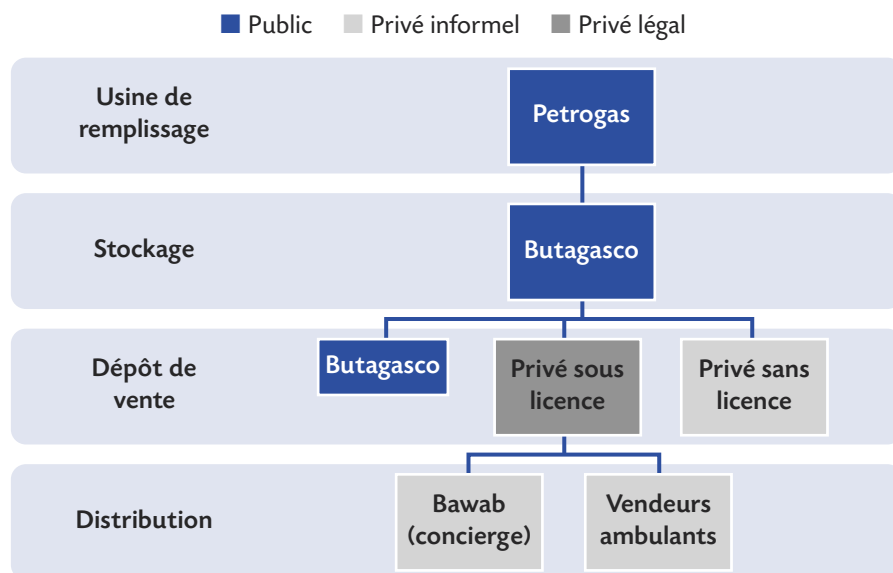 Public Privé informel Privé légal
Usine de
remplissage
Petrogas
Stockage
Butagasco
Dépôt de
vente
Butagasco
Privé sous
licence
Privé sans
licence
Distribution
Bawab
(concierge)
Vendeurs
ambulants